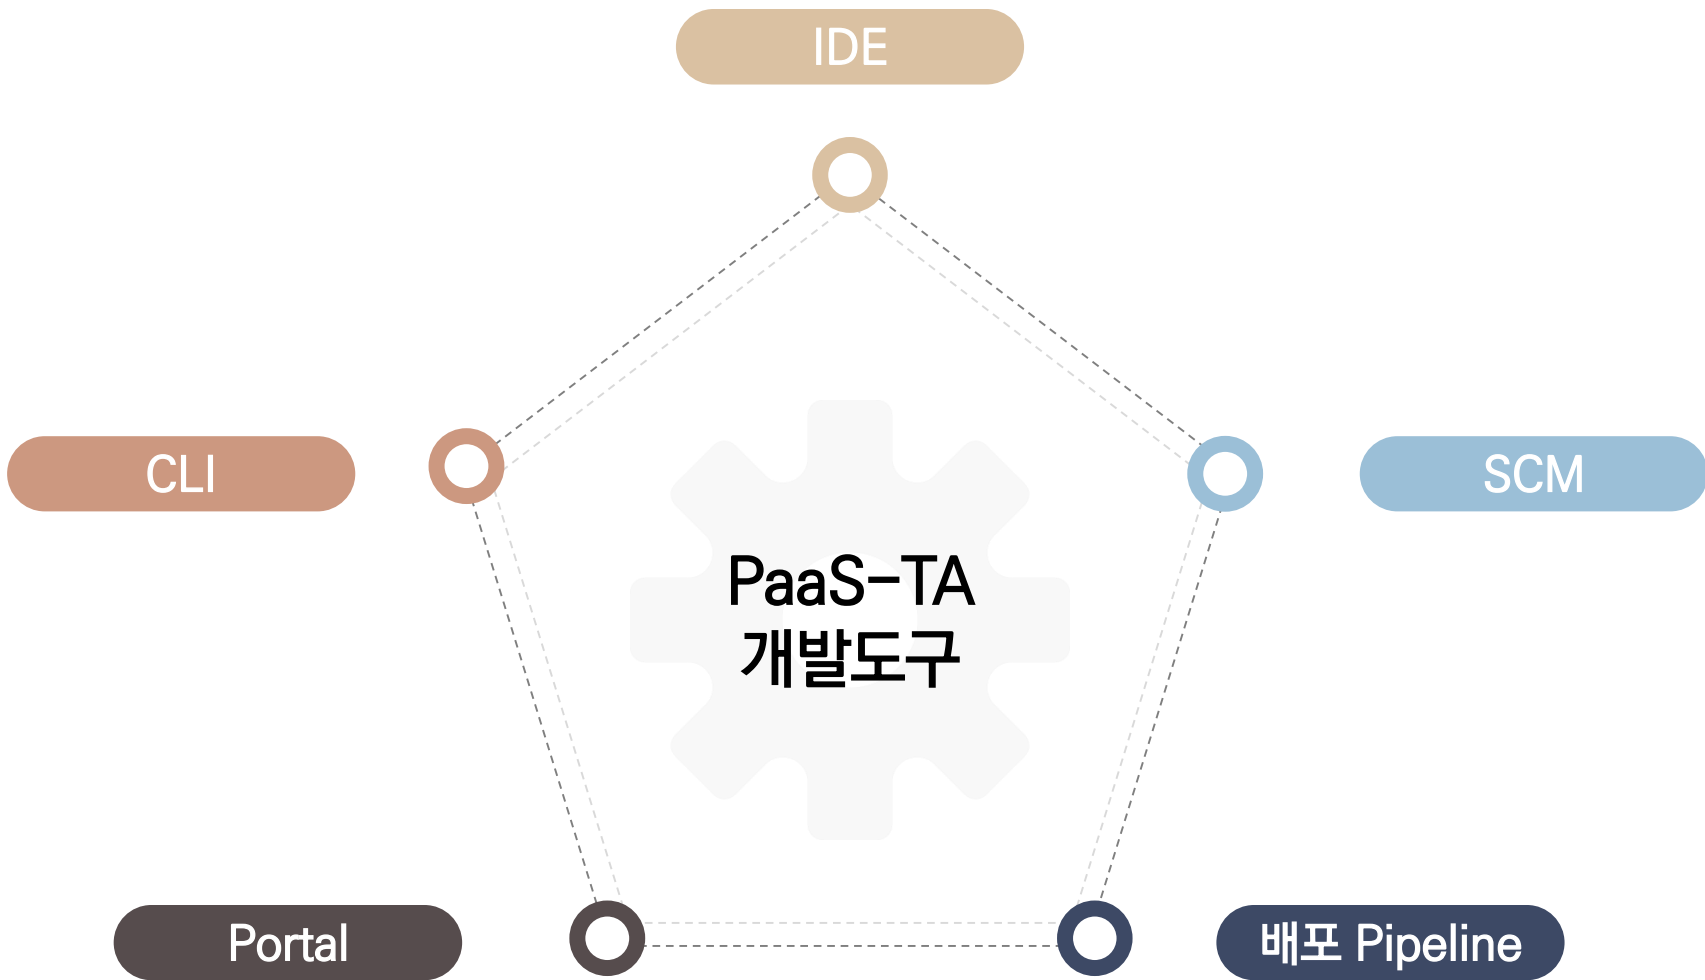 IDE
CLI
SCM
PaaS-TA
개발도구
Portal
배포 Pipeline